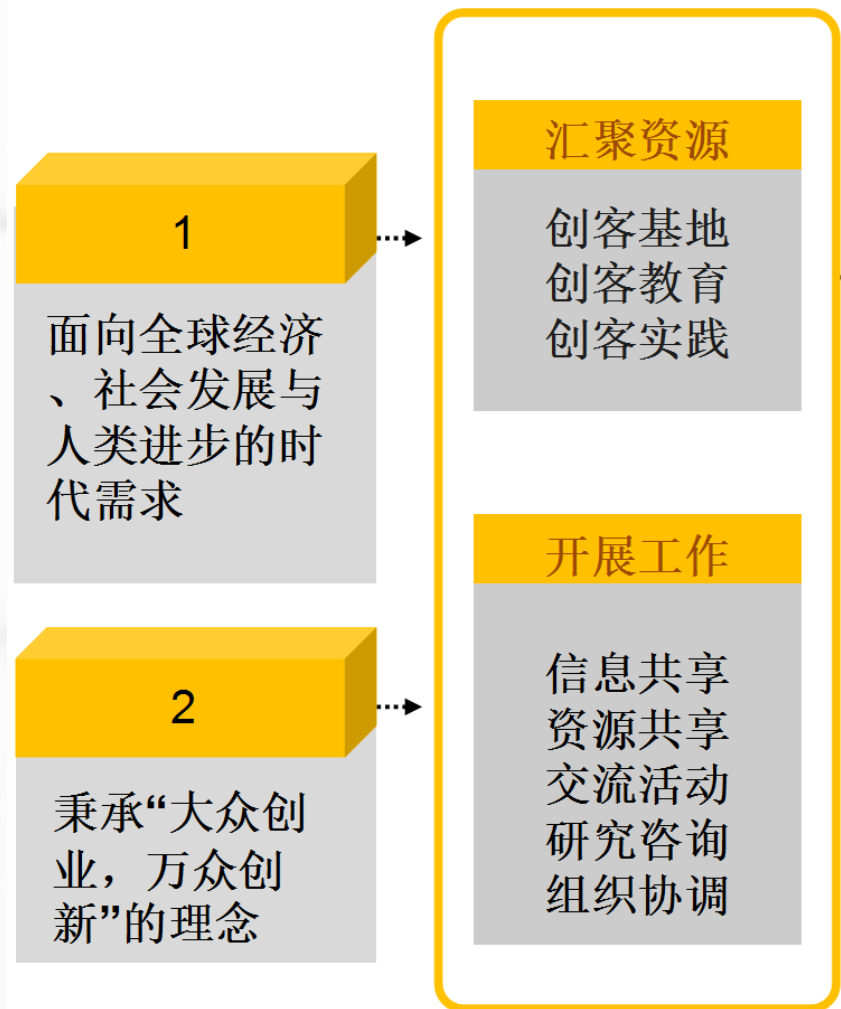 1
面向全球经济
、社会发展与
人类进步的时
代需求
2
秉承“大众创
业，万众创
新”的理念
汇聚资源
创客基地
创客教育
创客实践
开展工作
信息共享
资源共享
交流活动
研究咨询
组织协调